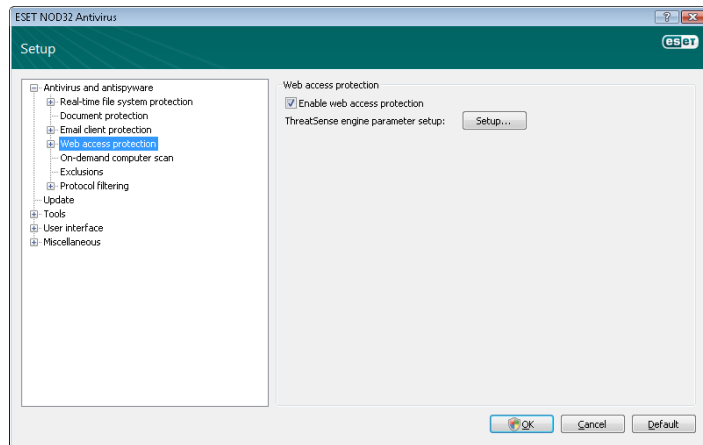 ESET NOD32 Antivirus
Setup
eset
Antivirus and antispyware
Real-time file system protection
Document protection
Email client protection
Web access protection
On-demand computer scan
Exclusions
Protocol filtering
Update
Tools
User interface
Miscellaneous
Web access protection
Enable web access protection
ThreatSense engine parameter setup: Setup...
OK Cancel Default